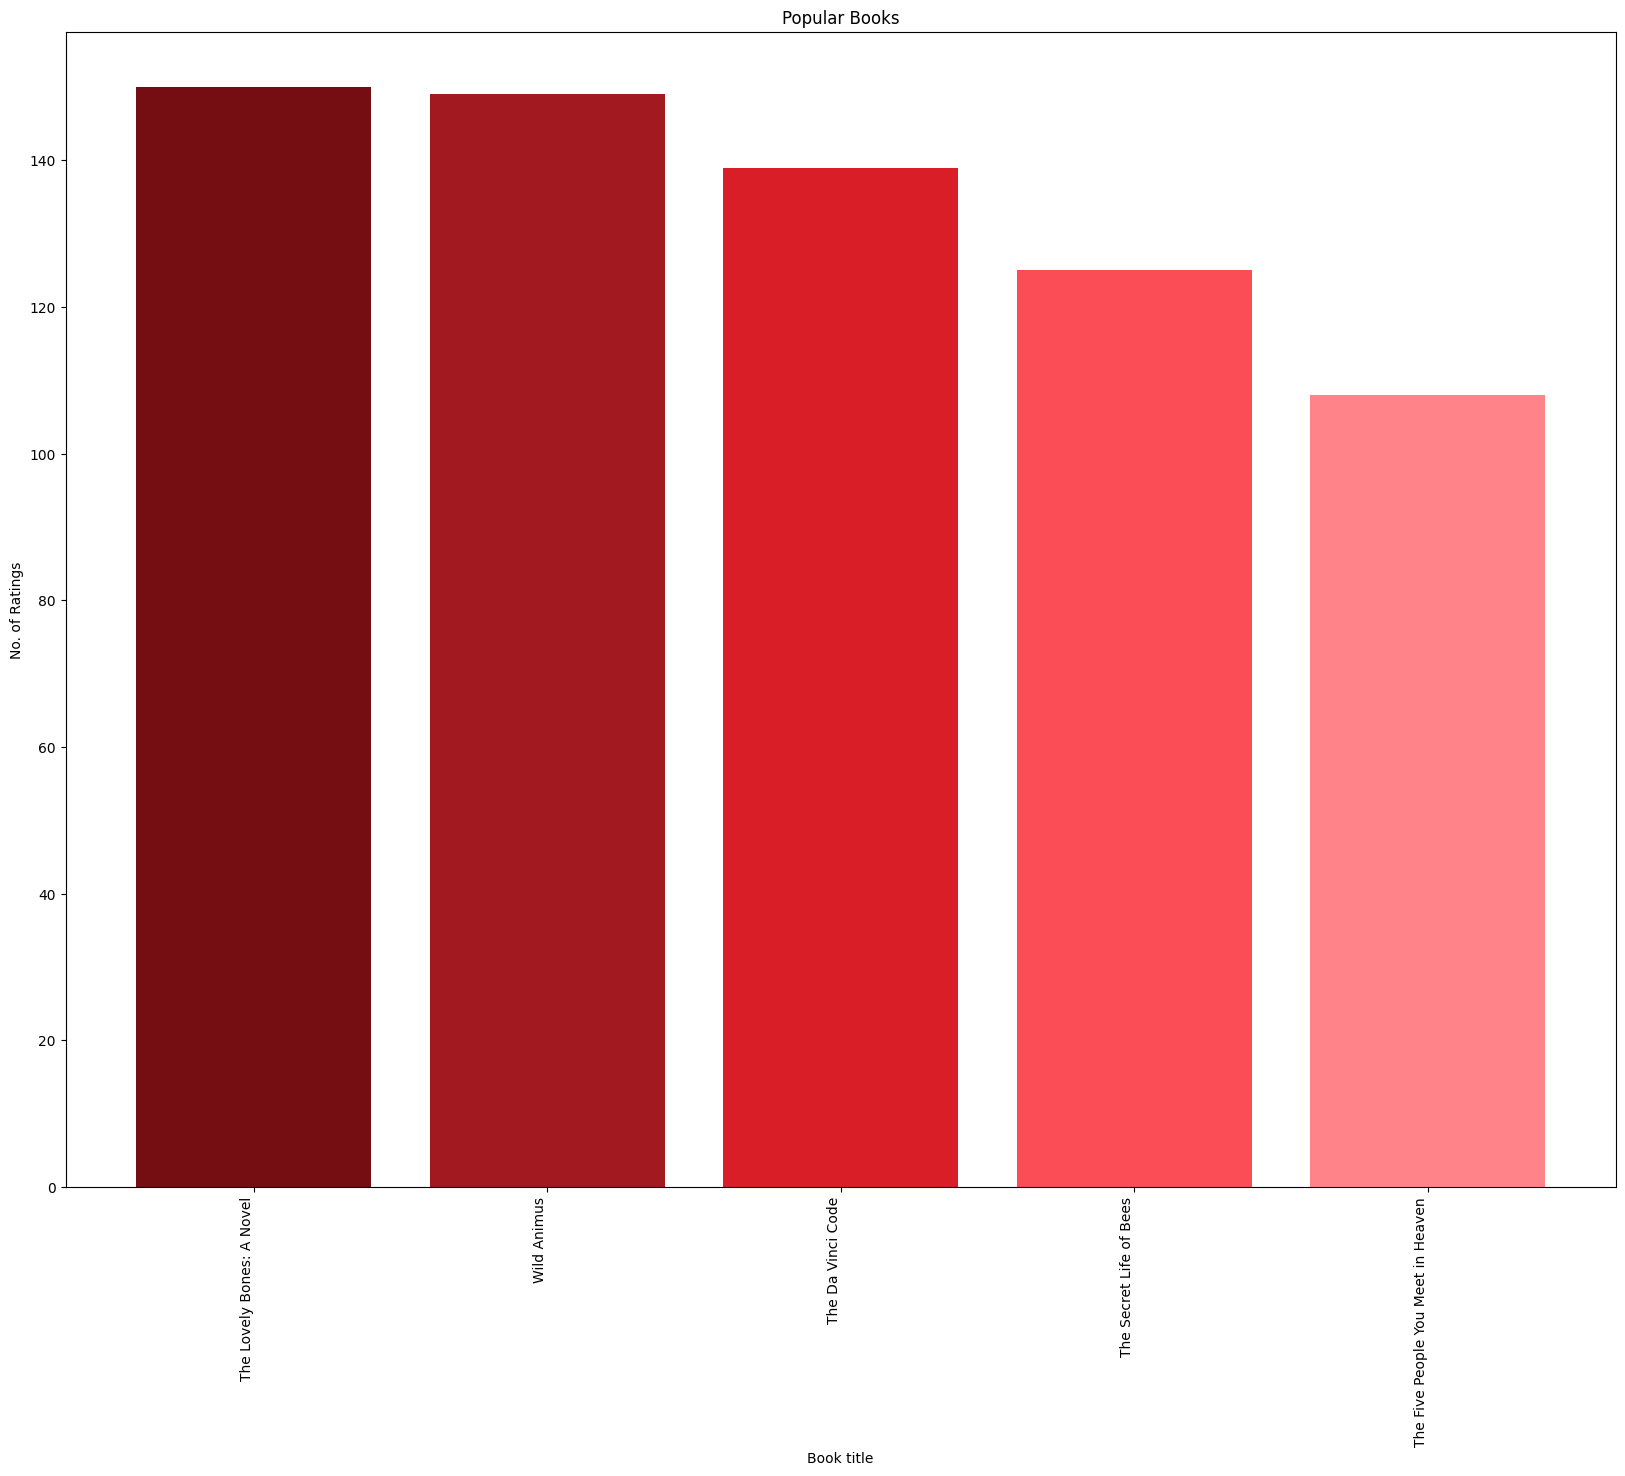 Popular Books
No. of Ratings
140
120
100
80
60
40
20
0
The Lovely Bones: A Novel
Wild Animus
The Da Vinci Code
The Secret Life of Bees
The Five People You Meet in Heaven
Book title